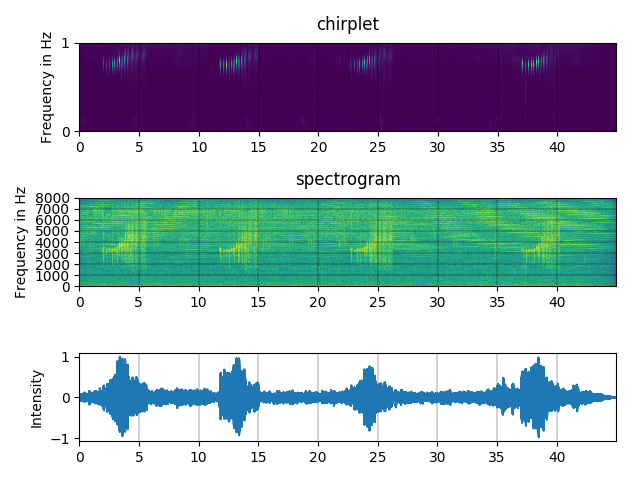 chirplet
Frequency in Hz
1
0
0 5 10 15 20 25 30 35 40
spectrogram
Frequency in Hz
8000
7000
6000
5000
4000
3000
2000
1000
0
0 5 10 15 20 25 30 35 40
Intensity
1
0
−1
0 5 10 15 20 25 30 35 40